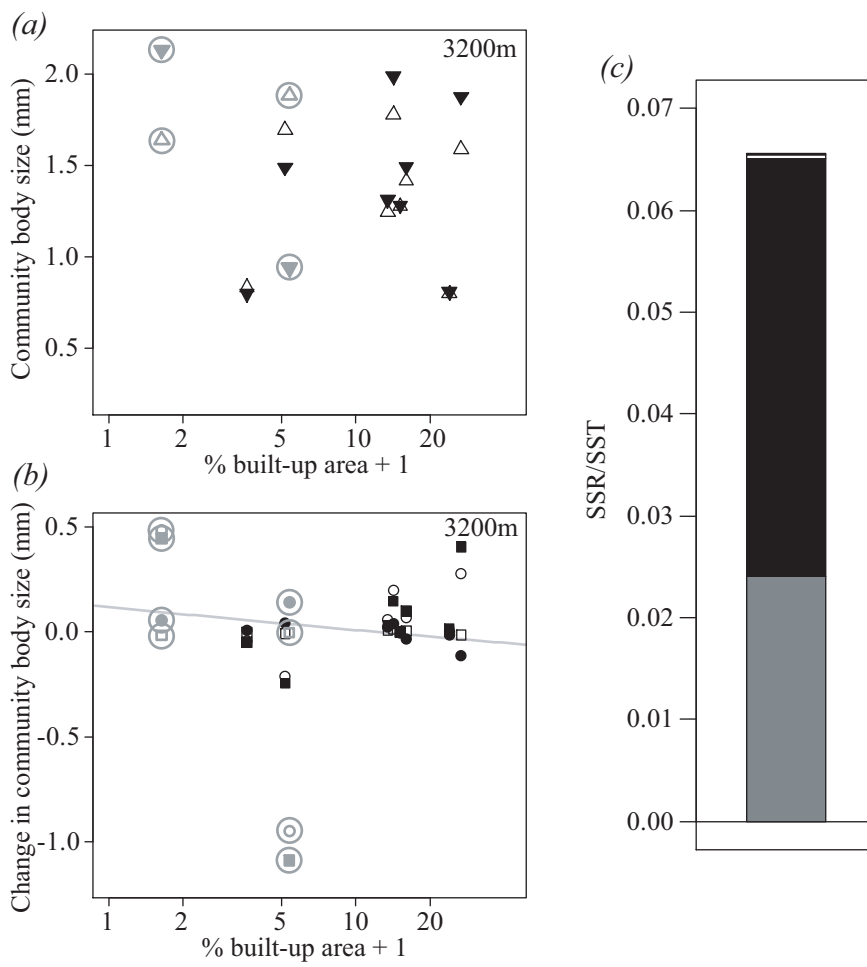 (a)
3200m
Community body size (mm)
2.0
1.5
1.0
0.5
1 2 5 10 20
% built-up area + 1
(b)
3200m
Change in community body size (mm)
0.5
0.0
-0.5
-1.0
1 2 5 10 20
% built-up area + 1
(c)
SSR/SST
0.07
0.06
0.05
0.04
0.03
0.02
0.01
0.00